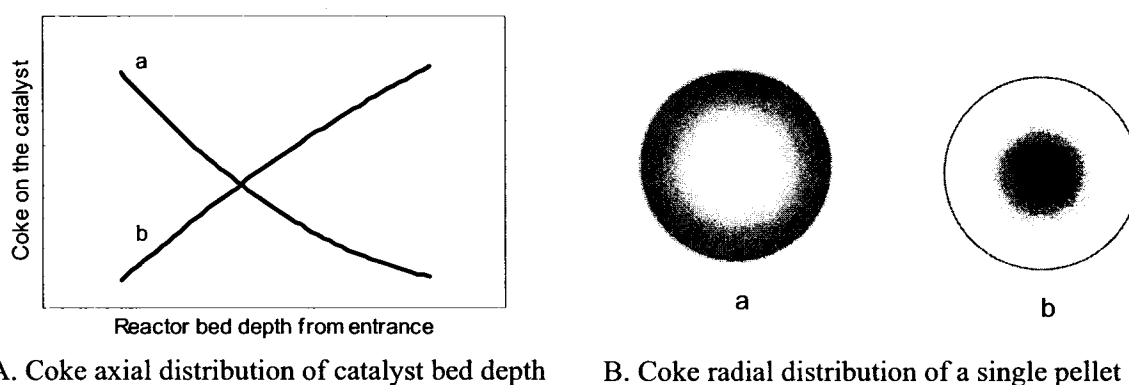 Coke on the catalyst
a
b
Reactor bed depth from entrance
a
b
A. Coke axial distribution of catalyst bed depth
B. Coke radial distribution of a single pellet